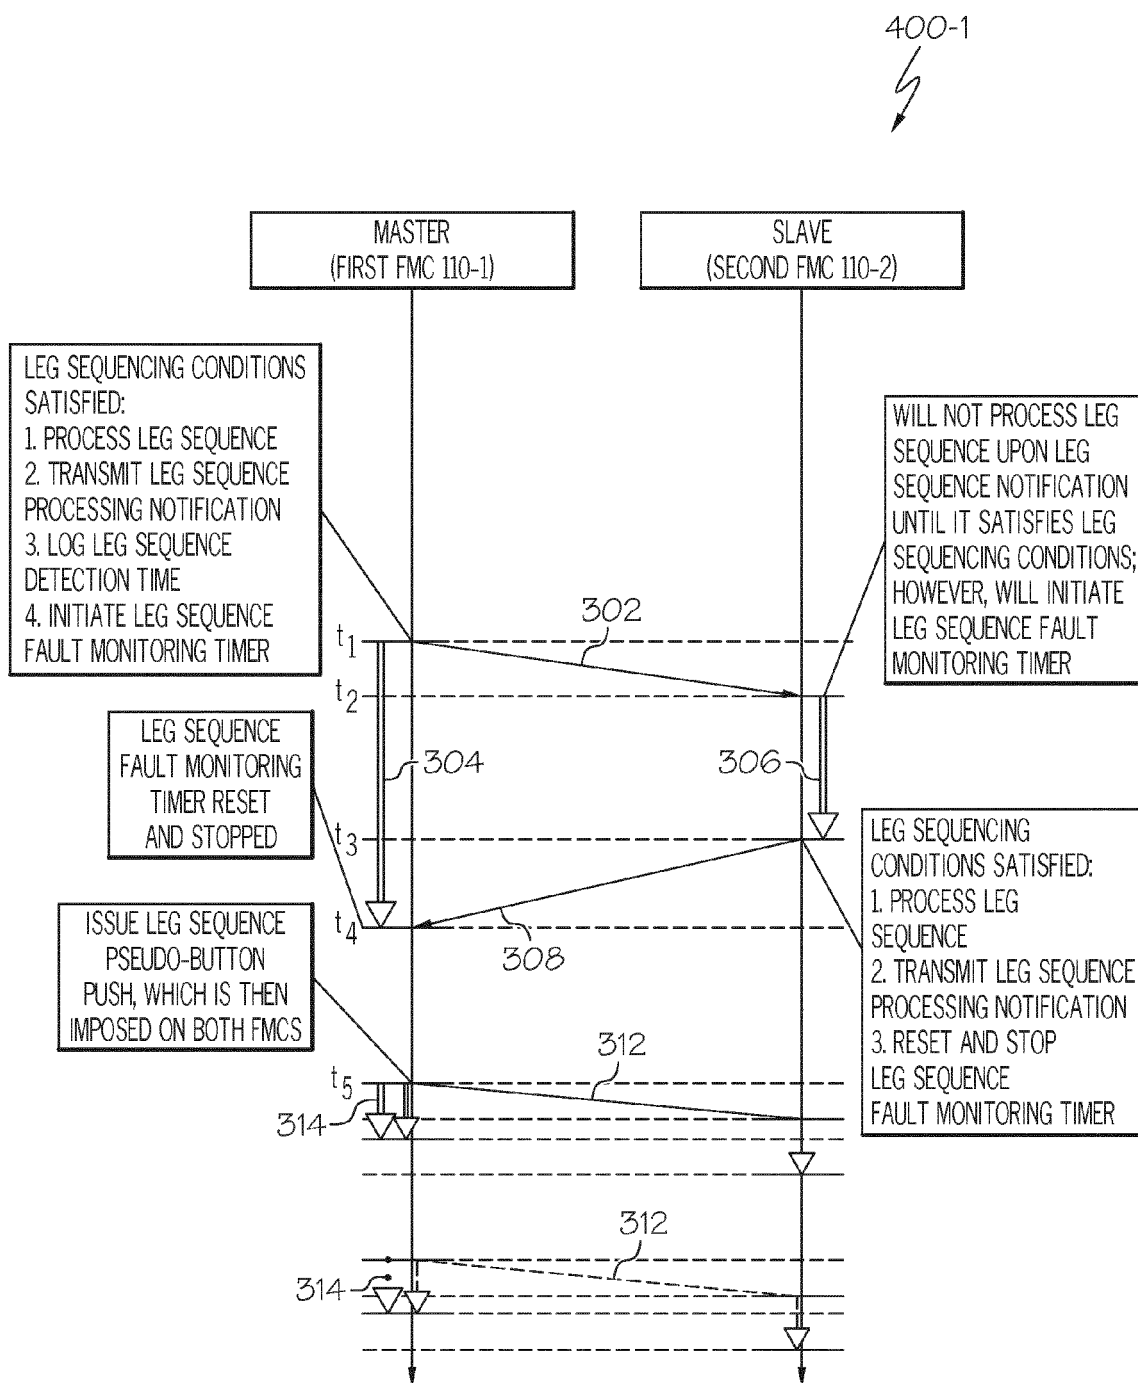 400-1
MASTER
(FIRST FMC 110-1)
SLAVE
(SECOND FMC 110-2)
LEG SEQUENCING CONDITIONS
SATISFIED:
1. PROCESS LEG SEQUENCE
2. TRANSMIT LEG SEQUENCE
PROCESSING NOTIFICATION
3. LOG LEG SEQUENCE
DETECTION TIME
4. INITIATE LEG SEQUENCE
FAULT MONITORING TIMER
WILL NOT PROCESS LEG
SEQUENCE UPON LEG
SEQUENCE NOTIFICATION
UNTIL IT SATISFIES LEG
SEQUENCING CONDITIONS;
HOWEVER, WILL INITIATE
LEG SEQUENCE FAULT
MONITORING TIMER
t1
302
t2
LEG SEQUENCE
FAULT MONITORING
TIMER RESET
AND STOPPED
304
306
t3
LEG SEQUENCING
CONDITIONS SATISFIED:
1. PROCESS LEG
SEQUENCE
2. TRANSMIT LEG SEQUENCE
PROCESSING NOTIFICATION
3. RESET AND STOP
LEG SEQUENCE
FAULT MONITORING TIMER
t4
308
ISSUE LEG SEQUENCE
PSEUDO-BUTTON
PUSH, WHICH IS THEN
IMPOSED ON BOTH FMCS
t5
312
314
312
314